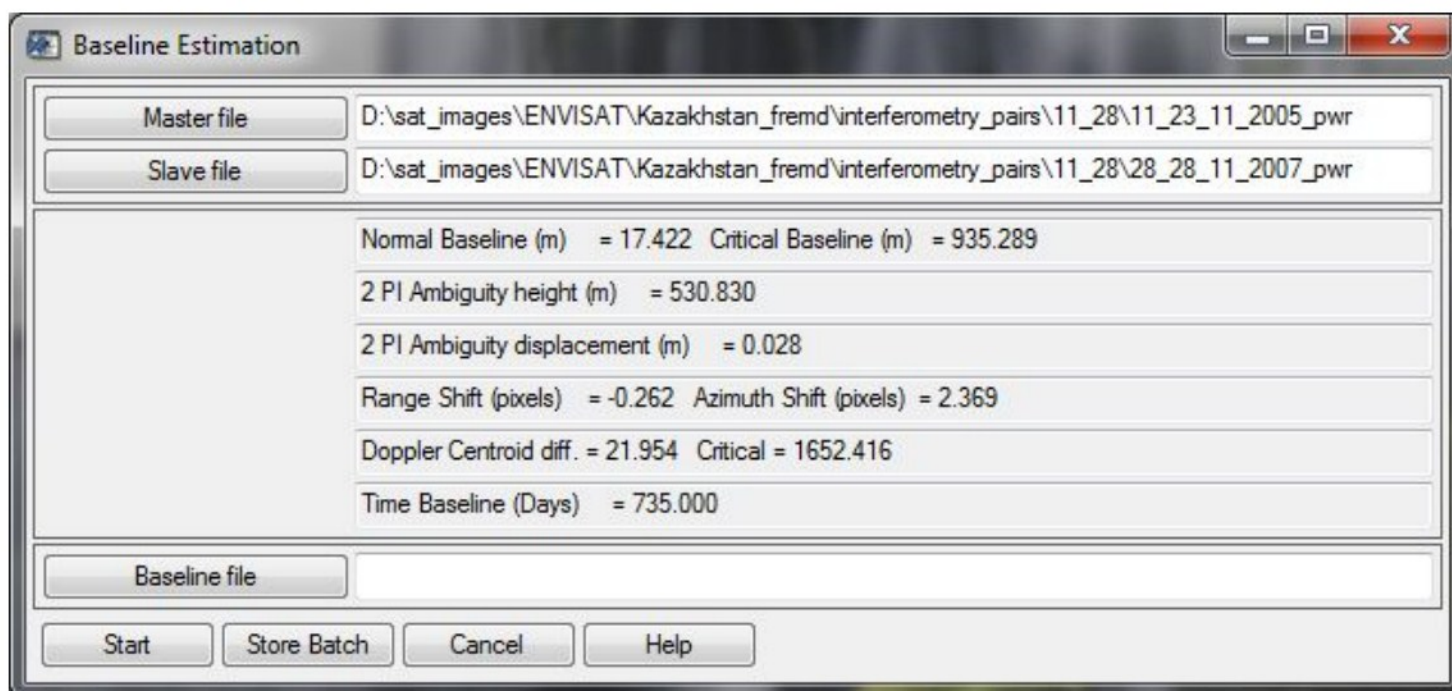 Baseline Estimation
Master file D:\sat_images\ENVISAT\Kazakhstan_fremd\interferometry_pairs\11_28\11_23_11_2005_pwr
Slave file D:\sat_images\ENVISAT\Kazakhstan_fremd\interferometry_pairs\11_28\28_28_11_2007_pwr
Normal Baseline (m) = 17.422 Critical Baseline (m) = 935.289
2 PI Ambiguity height (m) = 530.830
2 PI Ambiguity displacement (m) = 0.028
Range Shift (pixels) = -0.262 Azimuth Shift (pixels) = 2.369
Doppler Centroid diff. = 21.954 Critical = 1652.416
Time Baseline (Days) = 735.000
Baseline file
Start Store Batch Cancel Help